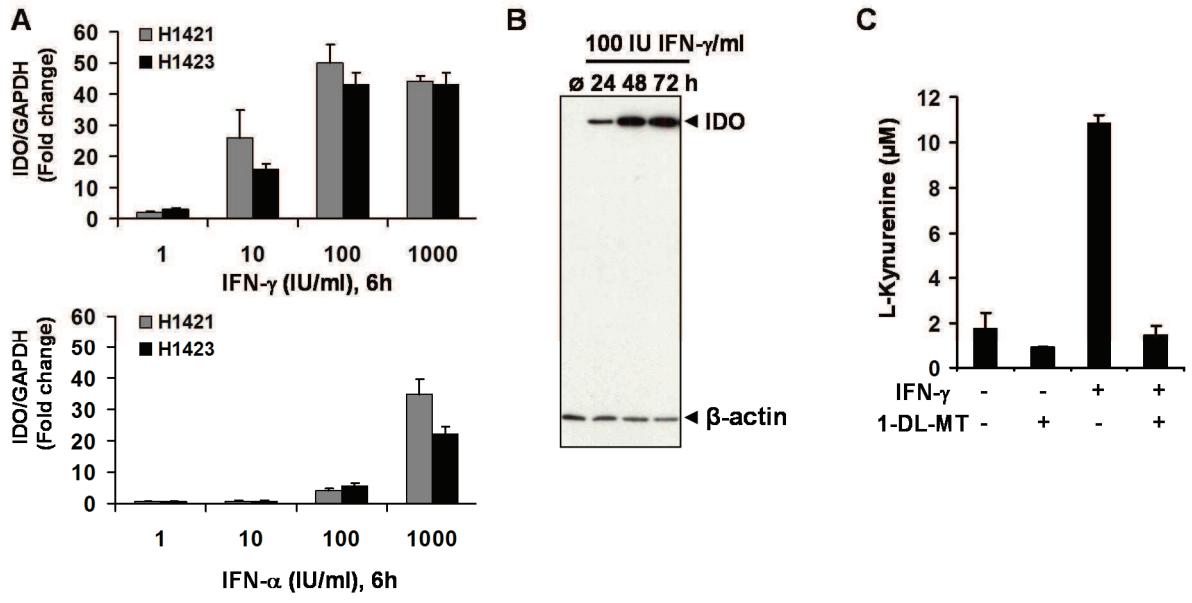 A
IDO/GAPDH
(Fold change)
60
50
40
30
20
10
0
H1421
H1423
1 10 100 1000
IFN-γ (IU/ml), 6h
IDO/GAPDH
(Fold change)
60
50
40
30
20
10
0
H1421
H1423
1 10 100 1000
IFN-α (IU/ml), 6h
B
100 IU IFN-γ/ml
ø 24 48 72 h
IDO
β-actin
C
L-Kynurenine (µM)
12
10
8
6
4
2
0
IFN-γ - - + +
1-DL-MT - + - +